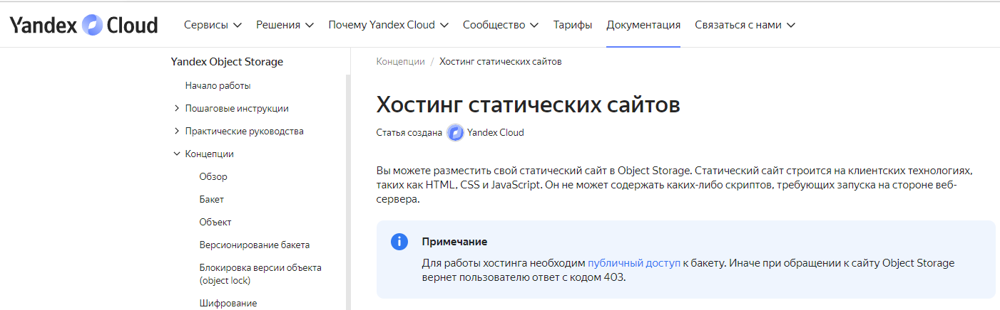 Yandex Cloud
Сервисы Решения Почему Yandex Cloud Сообщество Тарифы Документация Связаться с нами
Yandex Object Storage
Начало работы
Пошаговые инструкции
Практические руководства
Концепции
Обзор
Бакет
Объект
Версионирование бакета
Блокировка версии объекта
(object lock)
Шифрование
Концепции / Хостинг статических сайтов
Хостинг статических сайтов
Статья создана Yandex Cloud
Вы можете разместить свой статический сайт в Object Storage. Статический сайт строится на клиентских технологиях,
таких как HTML, CSS и JavaScript. Он не может содержать каких-либо скриптов, требующих запуска на стороне веб-
сервера.
Примечание
Для работы хостинга необходим публичный доступ к бакету. Иначе при обращении к сайту Object Storage
вернет пользователю ответ с кодом 403.